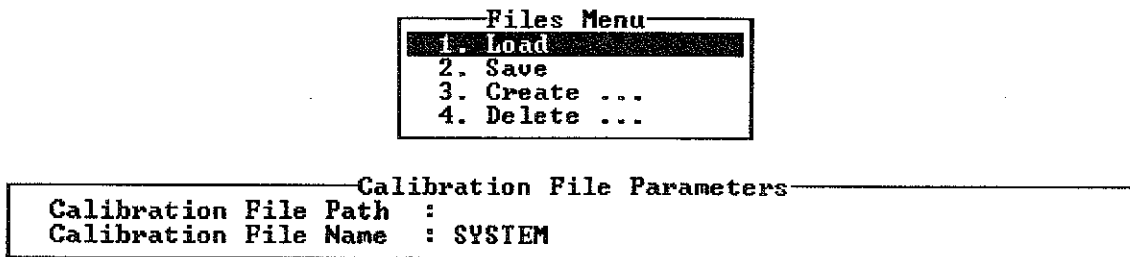 Files Menu
1. Load
2. Save
3. Create ...
4. Delete ...
Calibration File Parameters
Calibration File Path :
Calibration File Name : SYSTEM